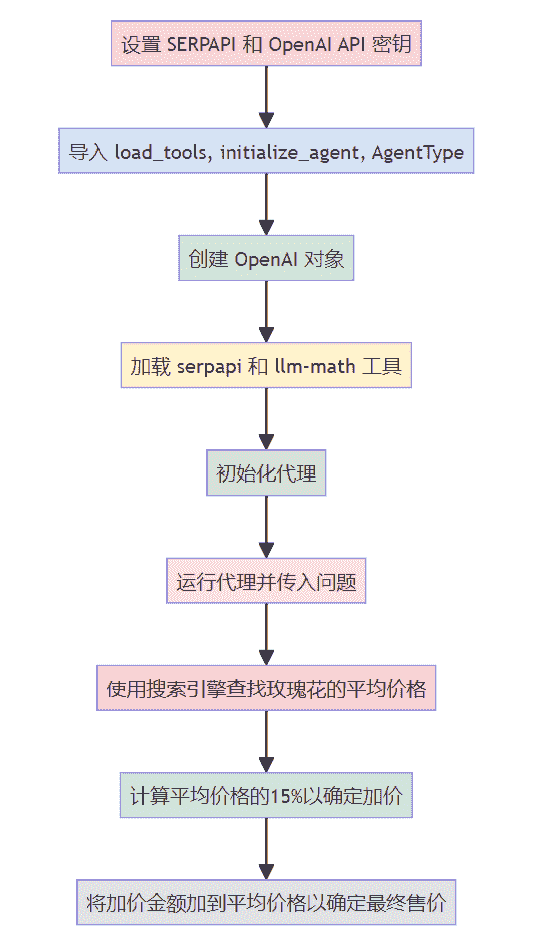 设置 SERPAPI 和 OpenAI API 密钥
导入 load_tools, initialize_agent, AgentType
创建 OpenAI 对象
加载 serpapi 和 llm-math 工具
初始化代理
运行代理并传入问题
使用搜索引擎查找玫瑰花的平均价格
计算平均价格的15%以确定加价
将加价金额加到平均价格以确定最终售价